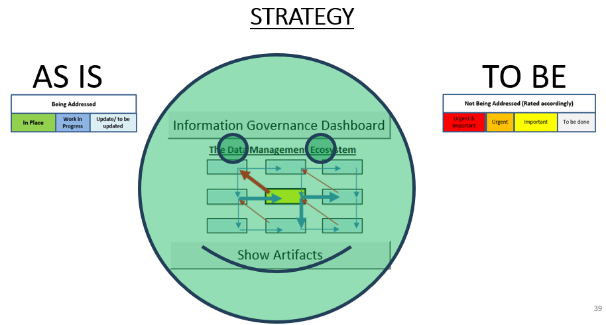 STRATEGY
AS IS
TO BE
Being Addressed
In Place
Work In
Progress
Update/ to be
updated
Not Being Addressed (Rated accordingly)
Urgent &
Important
Urgent
Important
To be done
Information Governance Dashboard
The Data Management Ecosystem
Show Artifacts
39